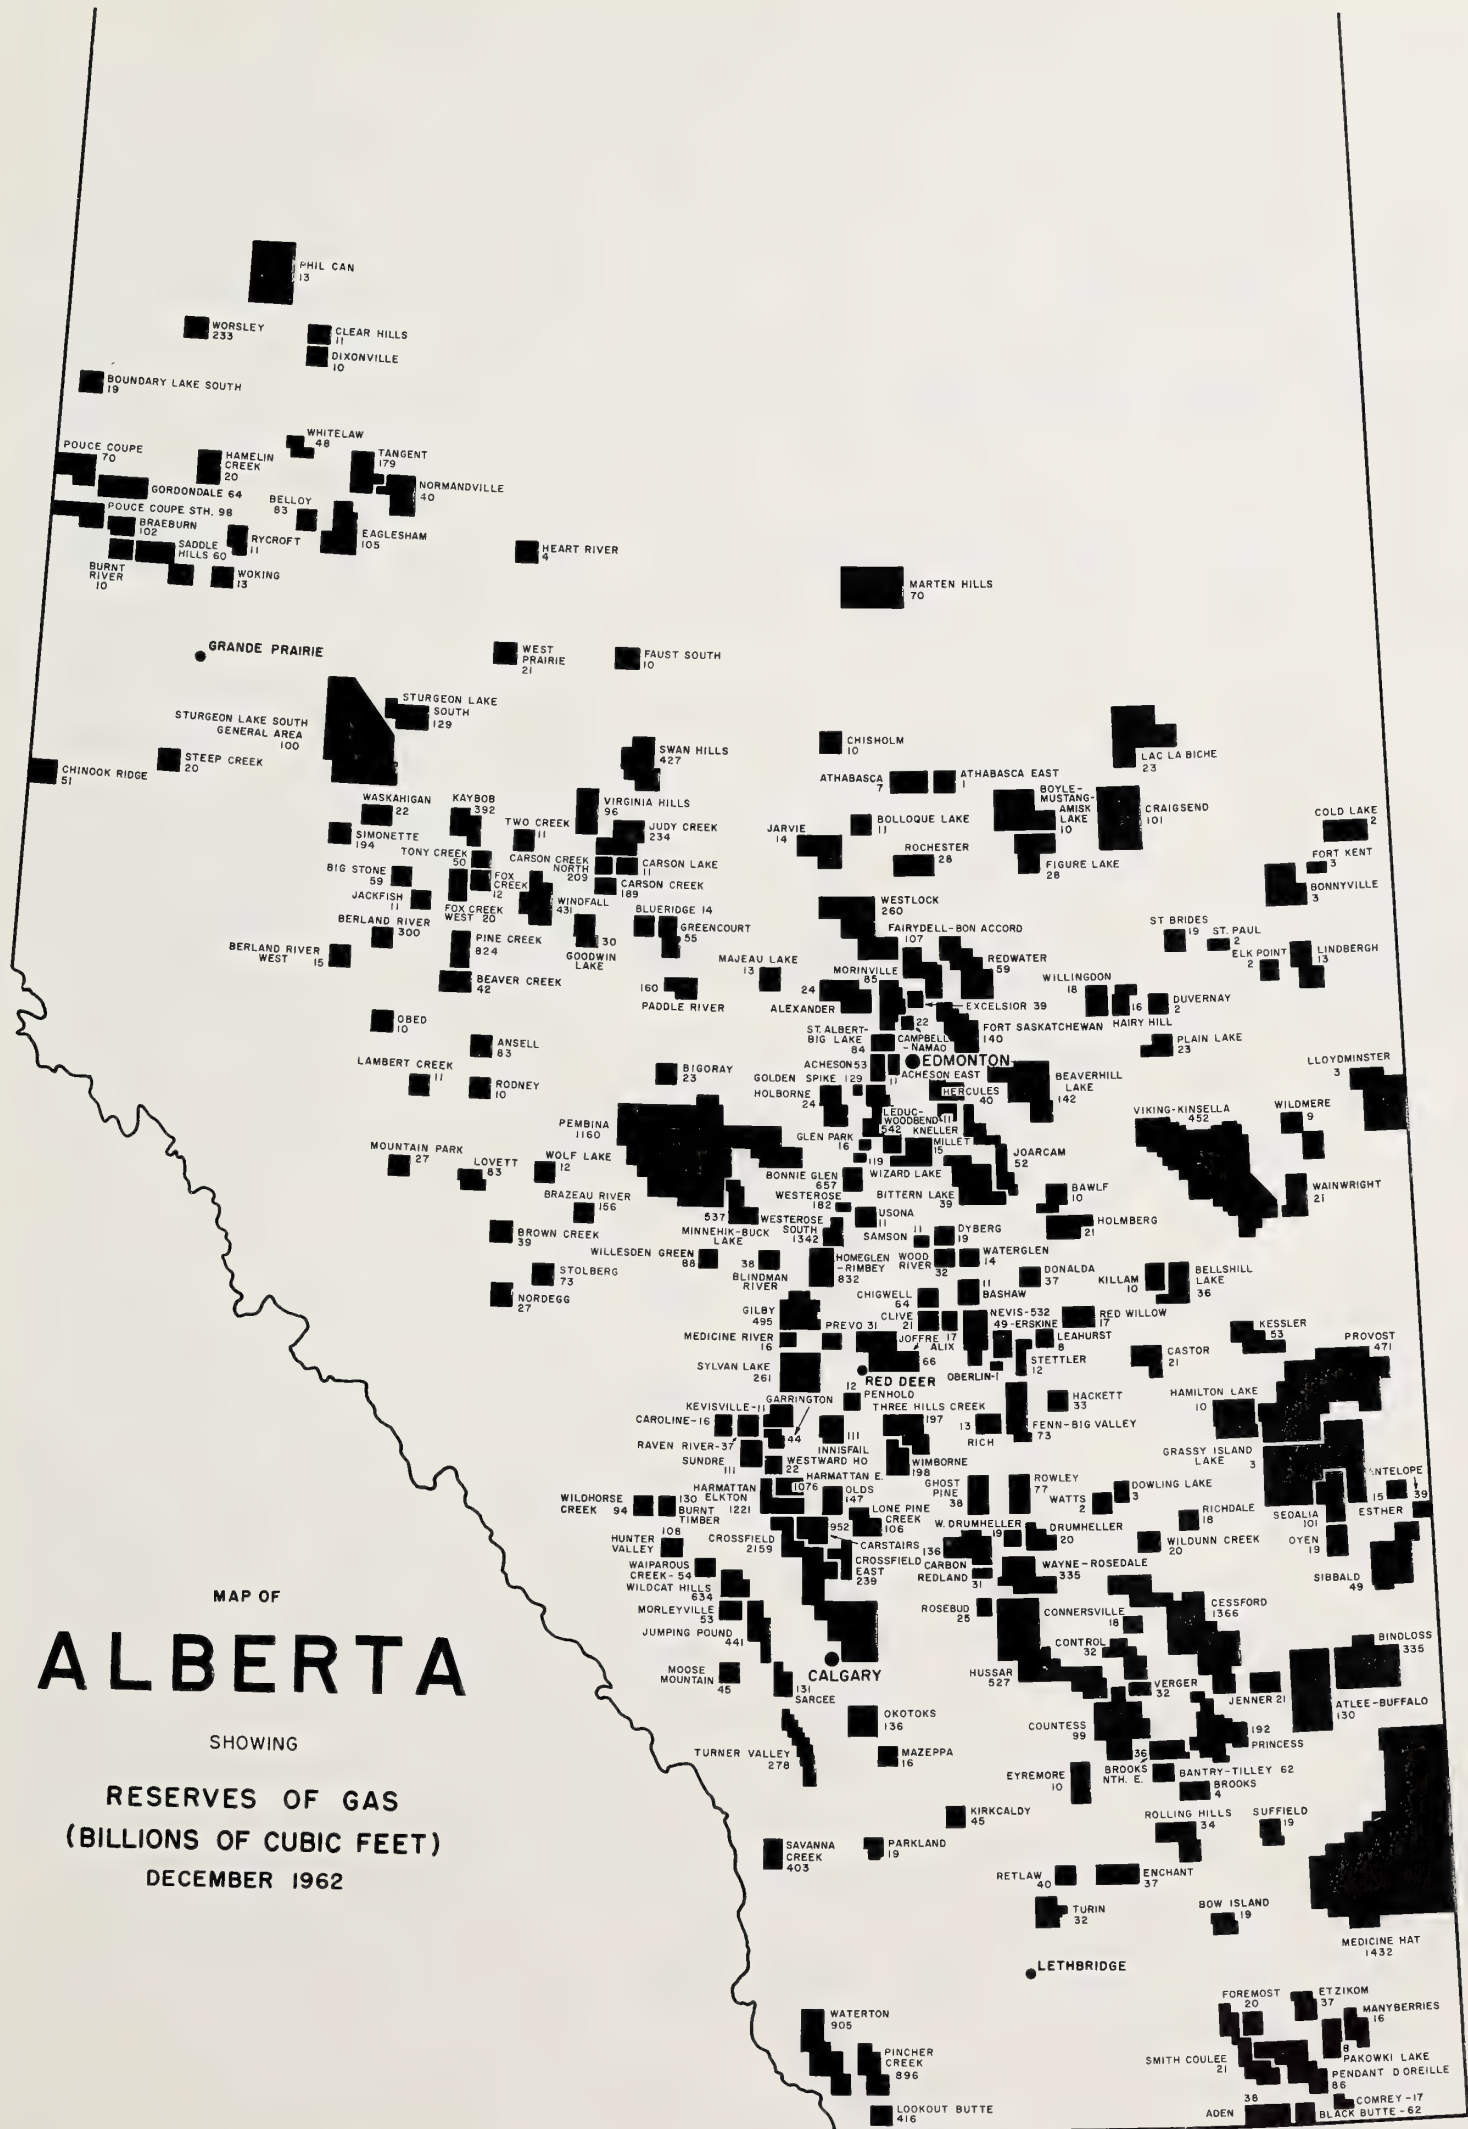 PHIL CAN
13
WORSLEY
233
CLEAR HILLS
11
DIXONVILLE
10
BOUNDARY LAKE SOUTH
19
WHITELAW
48
POUCE COUPE
70
HAMELIN
CREEK
20
TANGENT
179
GORDONDALE 64
NORMANDVILLE
40
BELLOY
83
POUCE COUPE STH. 98
BRAEBURN
102
EAGLESHAM
105
SADDLE
HILLS 60
RYCROFT
11
HEART RIVER
4
BURNT
RIVER
10
WOKING
13
MARTEN HILLS
70
GRANDE PRAIRIE
WEST
PRAIRIE
21
FAUST SOUTH
10
STURGEON LAKE
SOUTH
129
STURGEON LAKE SOUTH
GENERAL AREA
100
STEEP CREEK
20
CHINOOK RIDGE
51
SWAN HILLS
427
CHISHOLM
10
LAC LA BICHE
23
ATHABASCA
7
ATHABASCA EAST
1
WASKAHIGAN
22
KAYBOB
392
VIRGINIA HILLS
96
BOYLE-
MUSTANG-
AMISK
LAKE
10
CRAIGSEND
101
COLD LAKE
2
SIMONETTE
194
TWO CREEK
11
JUDY CREEK
234
JARVIE
14
BOLLOQUE LAKE
11
TONY CREEK
50
CARSON CREEK
NORTH
209
CARSON LAKE
11
ROCHESTER
28
FIGURE LAKE
28
FORT KENT
3
BIG STONE
59
FOX
CREEK
12
CARSON CREEK
189
BONNYVILLE
3
JACKFISH
11
FOX CREEK
WEST 20
WINDFALL
431
BLUERIDGE 14
WESTLOCK
260
BERLAND RIVER
300
GREENCOURT
55
FAIRYDELL-BON ACCORD
107
ST BRIDES
19
ST. PAUL
2
BERLAND RIVER
WEST 15
PINE CREEK
824
30
GOODWIN
LAKE
MAJEAU LAKE
13
REDWATER
59
ELK POINT
2
LINDBERGH
13
BEAVER CREEK
42
160
PADDLE RIVER
MORINVILLE
85
24
ALEXANDER
WILLINGDON
18
16
HAIRY HILL
DUVERNAY
2
EXCELSIOR 39
OBED
10
ANSELL
83
22
CAMPBELL
-NAMAO
FORT SASKATCHEWAN
140
PLAIN LAKE
23
ST. ALBERT-
BIG LAKE
84
LAMBERT CREEK
11
RODNEY
10
BIGORAY
23
ACHESON 53
EDMONTON
11
ACHESON EAST
LLOYDMINSTER
3
GOLDEN SPIKE 129
HOLBORNE
24
HERCULES
40
BEAVERHILL
LAKE
142
PEMBINA
1160
LEDUC-
WOODBEND
542
11
KNELLER
VIKING-KINSELLA
452
WILDMERE
9
GLEN PARK
16
MILLET
15
MOUNTAIN PARK
27
LOVETT
83
WOLF LAKE
12
119
WIZARD LAKE
JOARCAM
52
BONNIE GLEN
657
BITTERN LAKE
39
BAWLF
10
WAINWRIGHT
21
BRAZEAU RIVER
156
WESTEROSE
182
USONA
11
BROWN CREEK
39
537
MINNEHIK-BUCK
LAKE
WESTEROSE
SOUTH
1342
11
SAMSON
DYBERG
19
HOLMBERG
21
WILLESDEN GREEN
88
38
BLINDMAN
RIVER
HOMEGLEN
-RIMBEY
832
WOOD
RIVER
32
WATERGLEN
14
STOLBERG
73
DONALDA
37
KILLAM
10
BELLSHILL
LAKE
36
NORDEGG
27
CHIGWELL
64
11
BASHAW
GILBY
495
PREVO 31
CLIVE
21
NEVIS-532
49-ERSKINE
RED WILLOW
17
KESSLER
53
MEDICINE RIVER
16
JOFFRE
66
17
ALIX
LEAHURST
8
PROVOST
471
SYLVAN LAKE
261
RED DEER
OBERLIN-1
STETTLER
12
CASTOR
21
GARRINGTON
44
12
PENHOLD
KEVISVILLE-11
THREE HILLS CREEK
197
HACKETT
33
HAMILTON LAKE
10
CAROLINE-16
111
INNISFAIL
13
RICH
FENN-BIG VALLEY
73
RAVEN RIVER-37
SUNDRE
111
WESTWARD HO
22
WIMBORNE
198
GRASSY ISLAND
LAKE 3
HARMATTAN E.
1076
HARMATTAN
ELKTON
1221
OLDS
147
GHOST
PINE
38
ROWLEY
77
DOWLING LAKE
3
ANTELOPE
15
39
ESTHER
WILDHORSE
CREEK 94
130
BURNT
TIMBER
LONE PINE
CREEK
106
WATTS
2
RICHDALE
18
SEDALIA
101
108
HUNTER
VALLEY
CROSSFIELD
2159
952
CARSTAIRS
W. DRUMHELLER
19
DRUMHELLER
20
WILDUNN CREEK
20
OYEN
19
WAIPAROUS
CREEK-54
CROSSFIELD
EAST
239
136
CARBON
REDLAND
31
WAYNE-ROSEDALE
335
SIBBALD
49
WILDCAT HILLS
634
MORLEYVILLE
53
ROSEBUD
25
CONNERSVILLE
18
CESSFORD
1366
JUMPING POUND
441
CONTROL
32
BINDLOSS
335
MOOSE
MOUNTAIN
45
CALGARY
131
SARCEE
HUSSAR
527
VERGER
32
JENNER 21
ATLEE-BUFFALO
130
OKOTOKS
136
COUNTESS
99
192
PRINCESS
TURNER VALLEY
278
MAZEPPA
16
36
BROOKS
NTH. E.
BANTRY-TILLEY 62
EYREMORE
10
BROOKS
4
KIRKCALDY
45
ROLLING HILLS
34
SUFFIELD
19
SAVANNA
CREEK
403
PARKLAND
19
RETLAW
40
ENCHANT
37
TURIN
32
BOW ISLAND
19
MEDICINE HAT
1432
LETHBRIDGE
FOREMOST
20
ETZIKOM
37
MANYBERRIES
16
WATERTON
905
8
PAKOWKI LAKE
PINCHER
CREEK
896
SMITH COULEE
21
PENDANT D'OREILLE
86
LOOKOUT BUTTE
416
38
ADEN
COMREY-17
BLACK BUTTE-62
MAP OF
ALBERTA
SHOWING
RESERVES OF GAS
(BILLIONS OF CUBIC FEET)
DECEMBER 1962